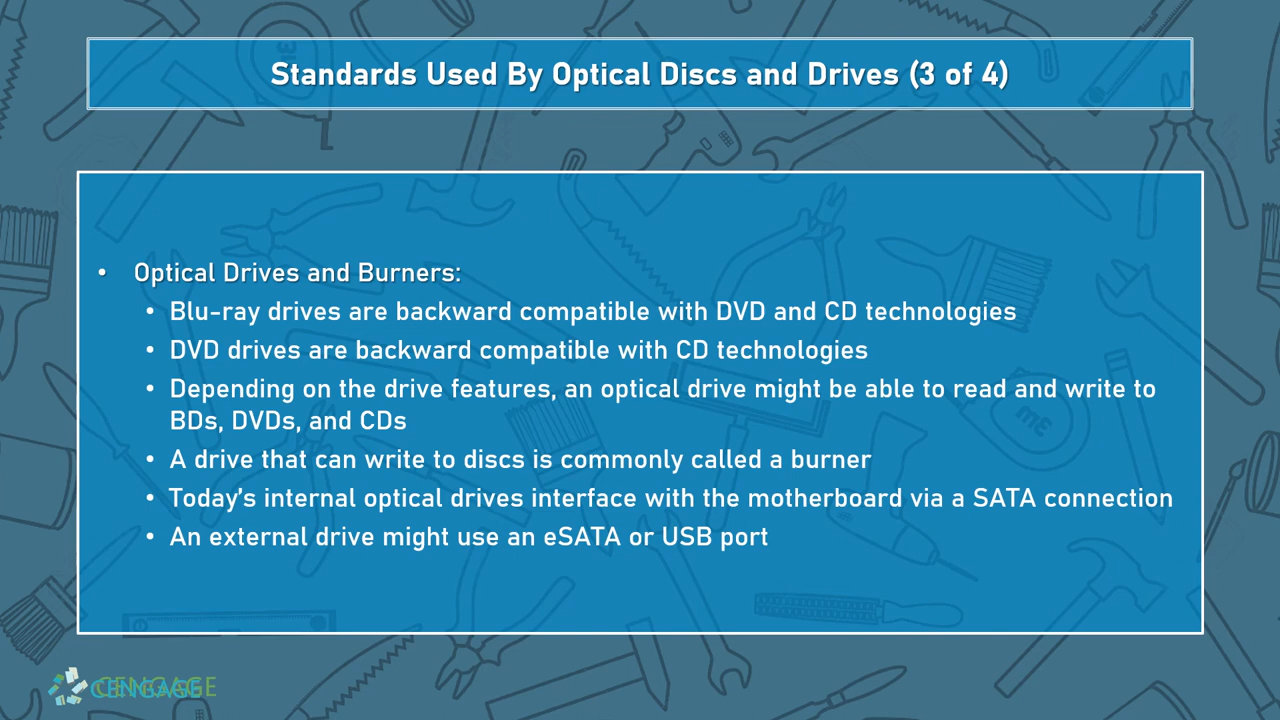 Standards Used By Optical Discs and Drives (3 of 4)
• Optical Drives and Burners:
• Blu-ray drives are backward compatible with DVD and CD technologies
• DVD drives are backward compatible with CD technologies
• Depending on the drive features, an optical drive might be able to read and write to
BDs, DVDs, and CDs
• A drive that can write to discs is commonly called a burner
• Today's internal optical drives interface with the motherboard via a SATA connection
• An external drive might use an eSATA or USB port
CENGAGE